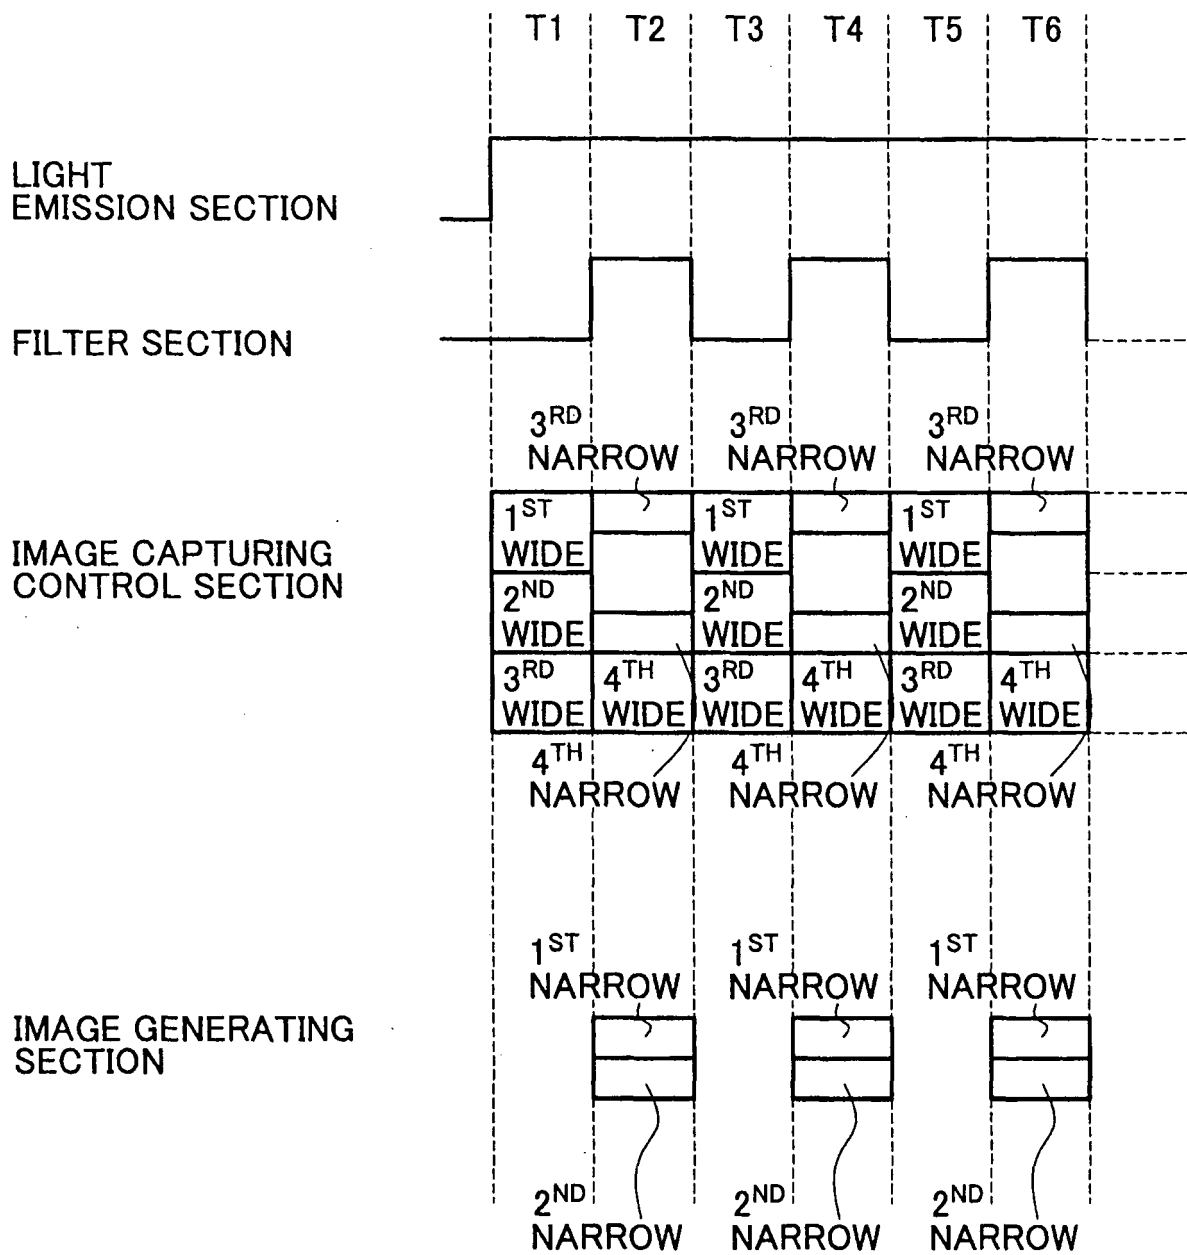 T1 T2 T3 T4 T5 T6
LIGHT
EMISSION SECTION
FILTER SECTION
3RD 3RD 3RD
NARROW NARROW NARROW
IMAGE CAPTURING
CONTROL SECTION
1ST 1ST 1ST
WIDE WIDE WIDE
2ND 2ND 2ND
WIDE WIDE WIDE
3RD 4TH 3RD 4TH 3RD 4TH
WIDE WIDE WIDE WIDE WIDE WIDE
4TH 4TH 4TH
NARROW NARROW NARROW
1ST 1ST 1ST
NARROW NARROW NARROW
IMAGE GENERATING
SECTION
2ND 2ND 2ND
NARROW NARROW NARROW